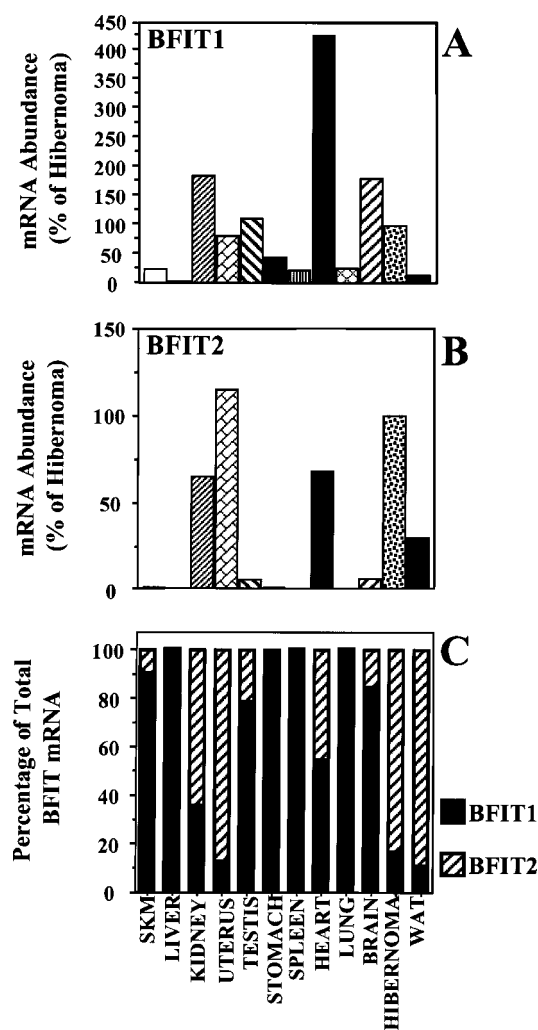 BFIT1
A
mRNA Abundance
(% of Hibernoma)
450
400
350
300
250
200
150
100
50
0
BFIT2
B
mRNA Abundance
(% of Hibernoma)
150
100
50
0
C
Percentage of Total
BFIT mRNA
100
80
60
40
20
0
BFIT1
BFIT2
SKM
LIVER
KIDNEY
UTERUS
TESTIS
STOMACH
SPLEEN
HEART
LUNG
BRAIN
HIBERNOMA
WAT